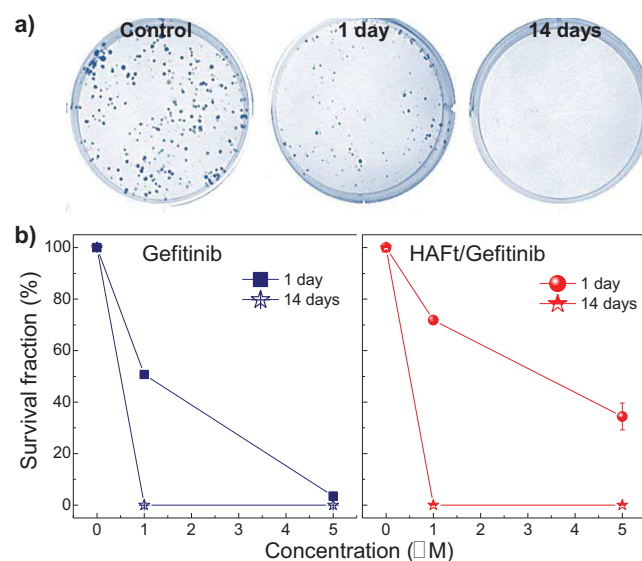 a)
Control
1 day
14 days
b)
Gefitinib
1 day
14 days
HAFt/Gefitinib
1 day
14 days
Survival fraction (%)
100
80
60
40
20
0
0 1 2 3 4 5
0 1 2 3 4 5
Concentration (□M)